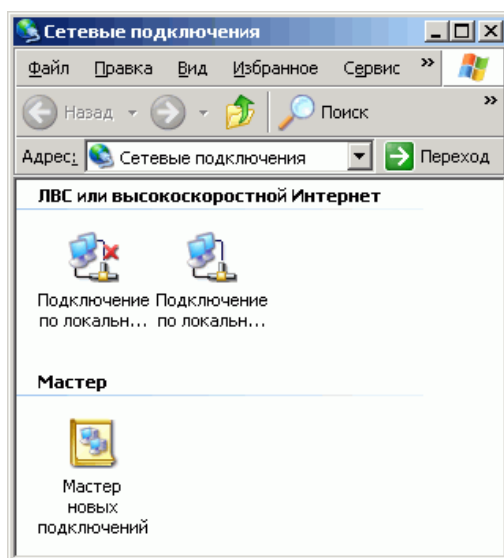 Сетевые подключения
Файл Правка Вид Избранное Сервис »
Назад Поиск »
Адрес: Сетевые подключения Переход
ЛВС или высокоскоростной Интернет
Подключение по локальн...
Подключение по локальн...
Мастер
Мастер
новых
подключений